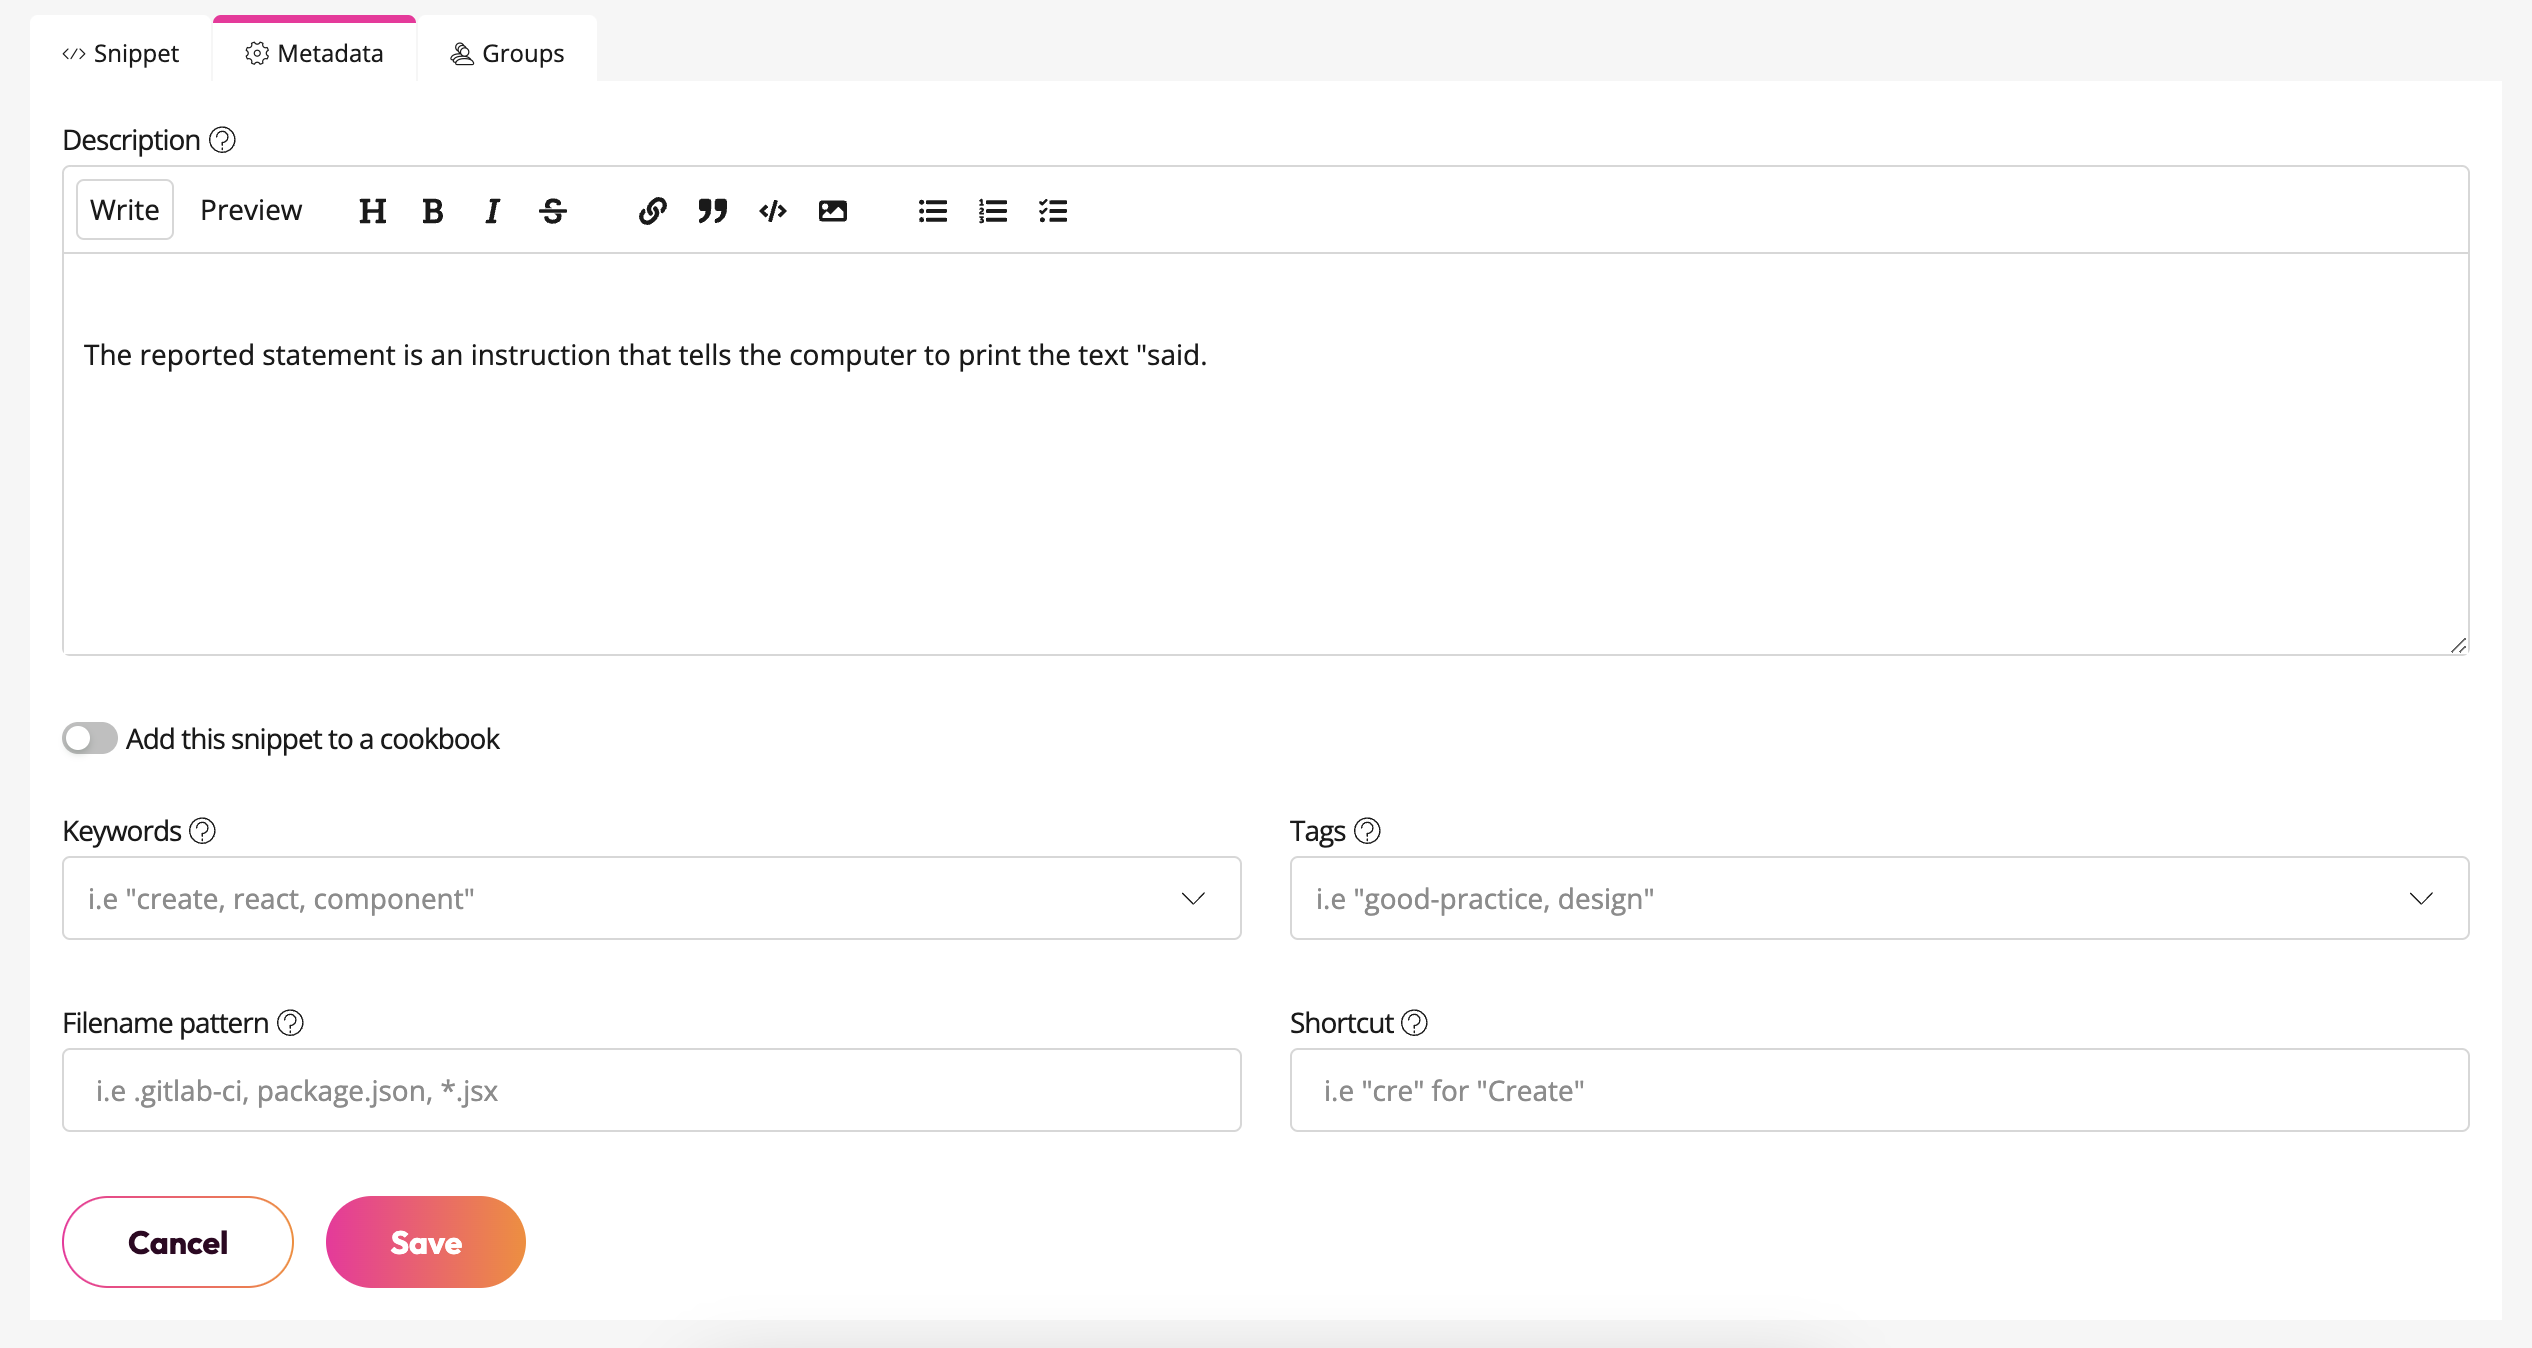 Snippet
Metadata
Groups
Description
Write Preview
The reported statement is an instruction that tells the computer to print the text "said.
Add this snippet to a cookbook
Keywords
Tags
i.e "create, react, component"
i.e "good-practice, design"
Filename pattern
Shortcut
i.e .gitlab-ci, package.json, *.jsx
i.e "cre" for "Create"
Cancel
Save